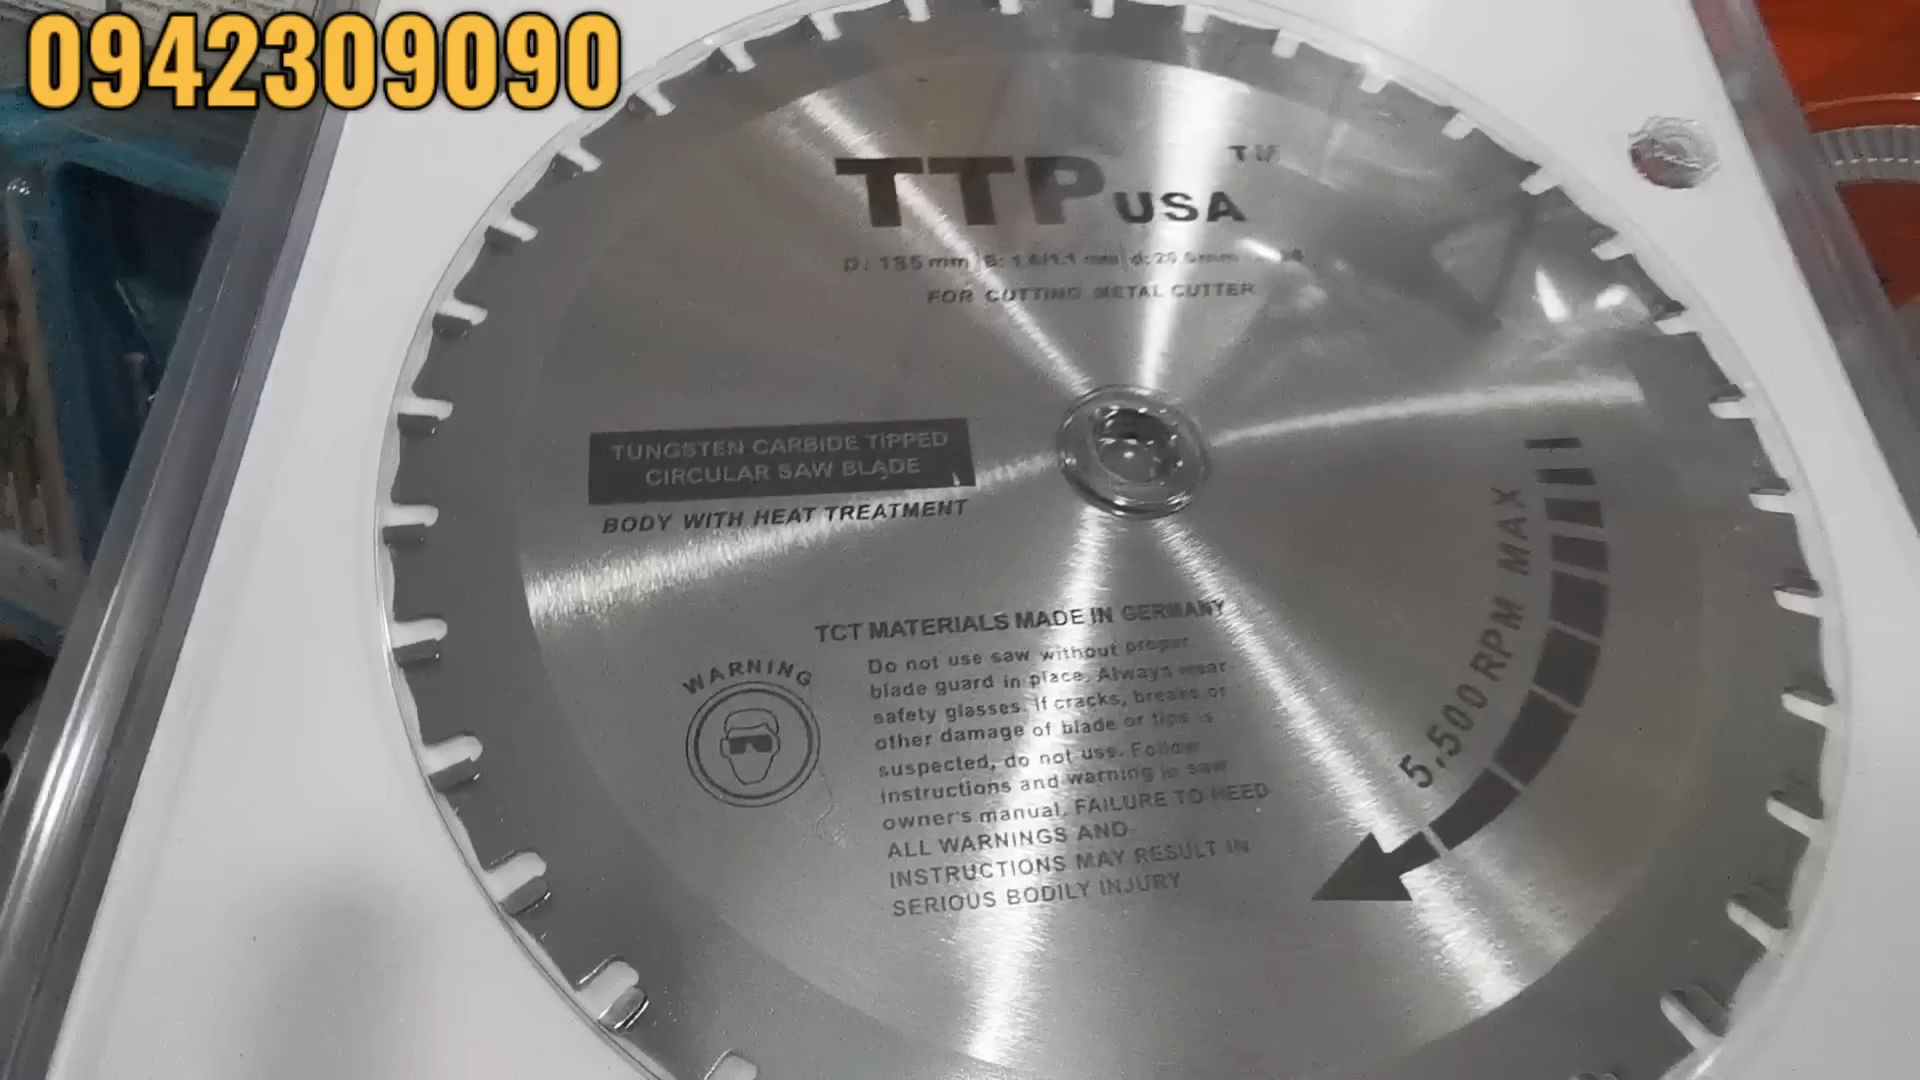 0942309090
TTP USA TM
FOR CUTTING METAL CUTTER
TUNGSTEN CARBIDE TIPPED
CIRCULAR SAW BLADE
BODY WITH HEAT TREATMENT
5,500 RPM MAX
TCT MATERIALS MADE IN GERMANY
WARNING
Do not use saw without proper
blade guard in place. Always wear
safety glasses. If cracks, breaks or
other damage of blade or tips is
suspected, do not use. Follow
instructions and warning in saw
owner's manual. FAILURE TO HEED
ALL WARNINGS AND
INSTRUCTIONS MAY RESULT IN
SERIOUS BODILY INJURY